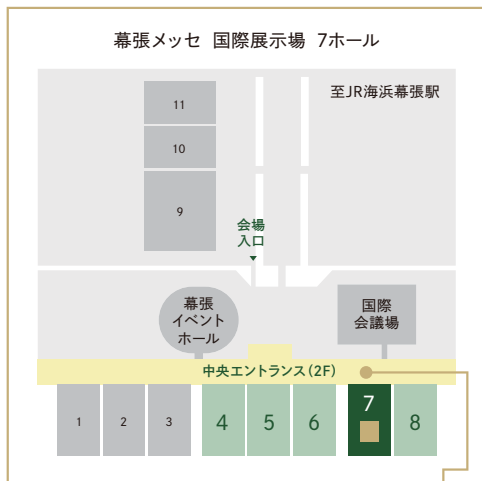 幕張メッセ 国際展示場 7ホール
至JR海浜幕張駅
11
10
9
会場
入口
幕張
イベント
ホール
国際
会議場
中央エントランス(2F)
1
2
3
4
5
6
7
8